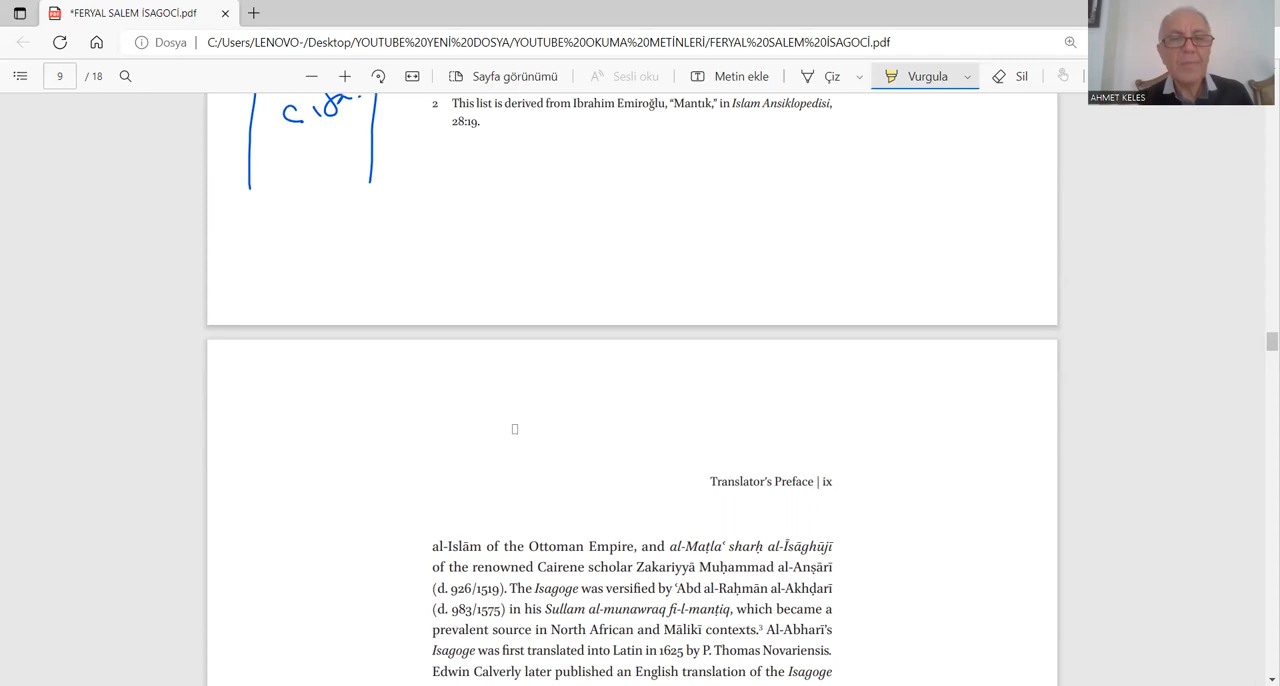 *FERYAL SALEM İSAGOCİ.pdf
Dosya
C:/Users/LENOVO-/Desktop/YOUTUBE%20YENİ%20DOSYA/YOUTUBE%20OKUMA%20METİNLERİ/FERYAL%20SALEM%20İSAGOCİ.pdf
9 / 18
Sayfa görünümü
Sesli oku
Metin ekle
Çiz
Vurgula
Sil
AHMET KELES
2 This list is derived from Ibrahim Emiroğlu, “Mantık,” in Islam Ansiklopedisi,
28:19.
Translator’s Preface | ix
al-Islām of the Ottoman Empire, and al-Maṭlaʿ sharḥ al-Īsāghūjī
of the renowned Cairene scholar Zakariyyā Muḥammad al-Anṣārī
(d. 926/1519). The Isagoge was versified by ʿAbd al-Raḥmān al-Akhḍarī
(d. 983/1575) in his Sullam al-munawraq fi-l-manṭiq, which became a
prevalent source in North African and Mālikī contexts.³ Al-Abharī’s
Isagoge was first translated into Latin in 1625 by P. Thomas Novariensis.
Edwin Calverly later published an English translation of the Isagoge